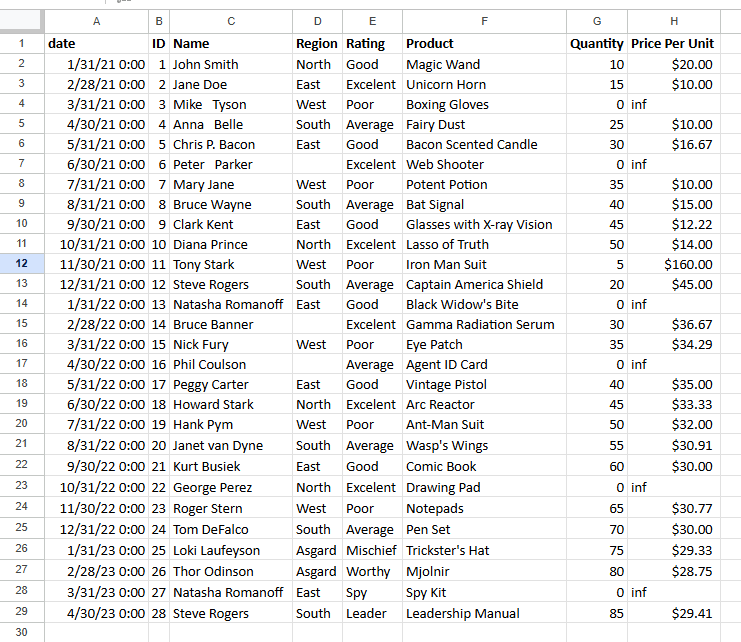 A B C D E F G H
1 date ID Name Region Rating Product Quantity Price Per Unit
2 1/31/21 0:00 1 John Smith North Good Magic Wand 10 $20.00
3 2/28/21 0:00 2 Jane Doe East Excelent Unicorn Horn 15 $10.00
4 3/31/21 0:00 3 Mike   Tyson West Poor Boxing Gloves 0 inf
5 4/30/21 0:00 4 Anna   Belle South Average Fairy Dust 25 $10.00
6 5/31/21 0:00 5 Chris P. Bacon East Good Bacon Scented Candle 30 $16.67
7 6/30/21 0:00 6 Peter   Parker Excelent Web Shooter 0 inf
8 7/31/21 0:00 7 Mary Jane West Poor Potent Potion 35 $10.00
9 8/31/21 0:00 8 Bruce Wayne South Average Bat Signal 40 $15.00
10 9/30/21 0:00 9 Clark Kent East Good Glasses with X-ray Vision 45 $12.22
11 10/31/21 0:00 10 Diana Prince North Excelent Lasso of Truth 50 $14.00
12 11/30/21 0:00 11 Tony Stark West Poor Iron Man Suit 5 $160.00
13 12/31/21 0:00 12 Steve Rogers South Average Captain America Shield 20 $45.00
14 1/31/22 0:00 13 Natasha Romanoff East Good Black Widow's Bite 0 inf
15 2/28/22 0:00 14 Bruce Banner Excelent Gamma Radiation Serum 30 $36.67
16 3/31/22 0:00 15 Nick Fury West Poor Eye Patch 35 $34.29
17 4/30/22 0:00 16 Phil Coulson Average Agent ID Card 0 inf
18 5/31/22 0:00 17 Peggy Carter East Good Vintage Pistol 40 $35.00
19 6/30/22 0:00 18 Howard Stark North Excelent Arc Reactor 45 $33.33
20 7/31/22 0:00 19 Hank Pym West Poor Ant-Man Suit 50 $32.00
21 8/31/22 0:00 20 Janet van Dyne South Average Wasp's Wings 55 $30.91
22 9/30/22 0:00 21 Kurt Busiek East Good Comic Book 60 $30.00
23 10/31/22 0:00 22 George Perez North Excelent Drawing Pad 0 inf
24 11/30/22 0:00 23 Roger Stern West Poor Notepads 65 $30.77
25 12/31/22 0:00 24 Tom DeFalco South Average Pen Set 70 $30.00
26 1/31/23 0:00 25 Loki Laufeyson Asgard Mischief Trickster's Hat 75 $29.33
27 2/28/23 0:00 26 Thor Odinson Asgard Worthy Mjolnir 80 $28.75
28 3/31/23 0:00 27 Natasha Romanoff East Spy Spy Kit 0 inf
29 4/30/23 0:00 28 Steve Rogers South Leader Leadership Manual 85 $29.41
30